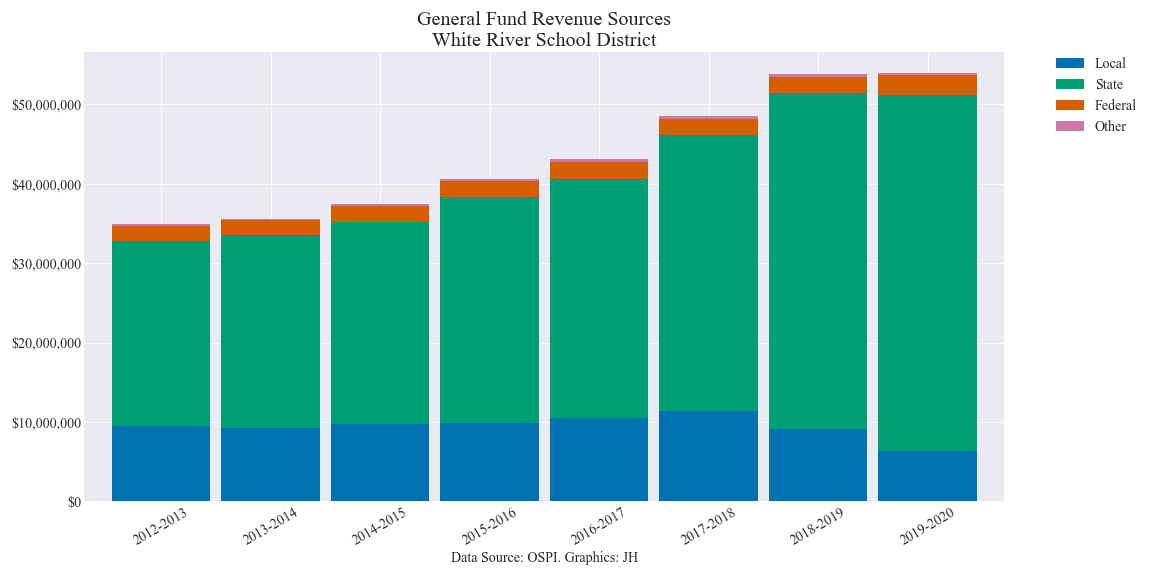 General Fund Revenue Sources
White River School District
Local
State
Federal
Other
$50,000,000
$40,000,000
$30,000,000
$20,000,000
$10,000,000
$0
2012-2013
2013-2014
2014-2015
2015-2016
2016-2017
2017-2018
2018-2019
2019-2020
Data Source: OSPI. Graphics: JH